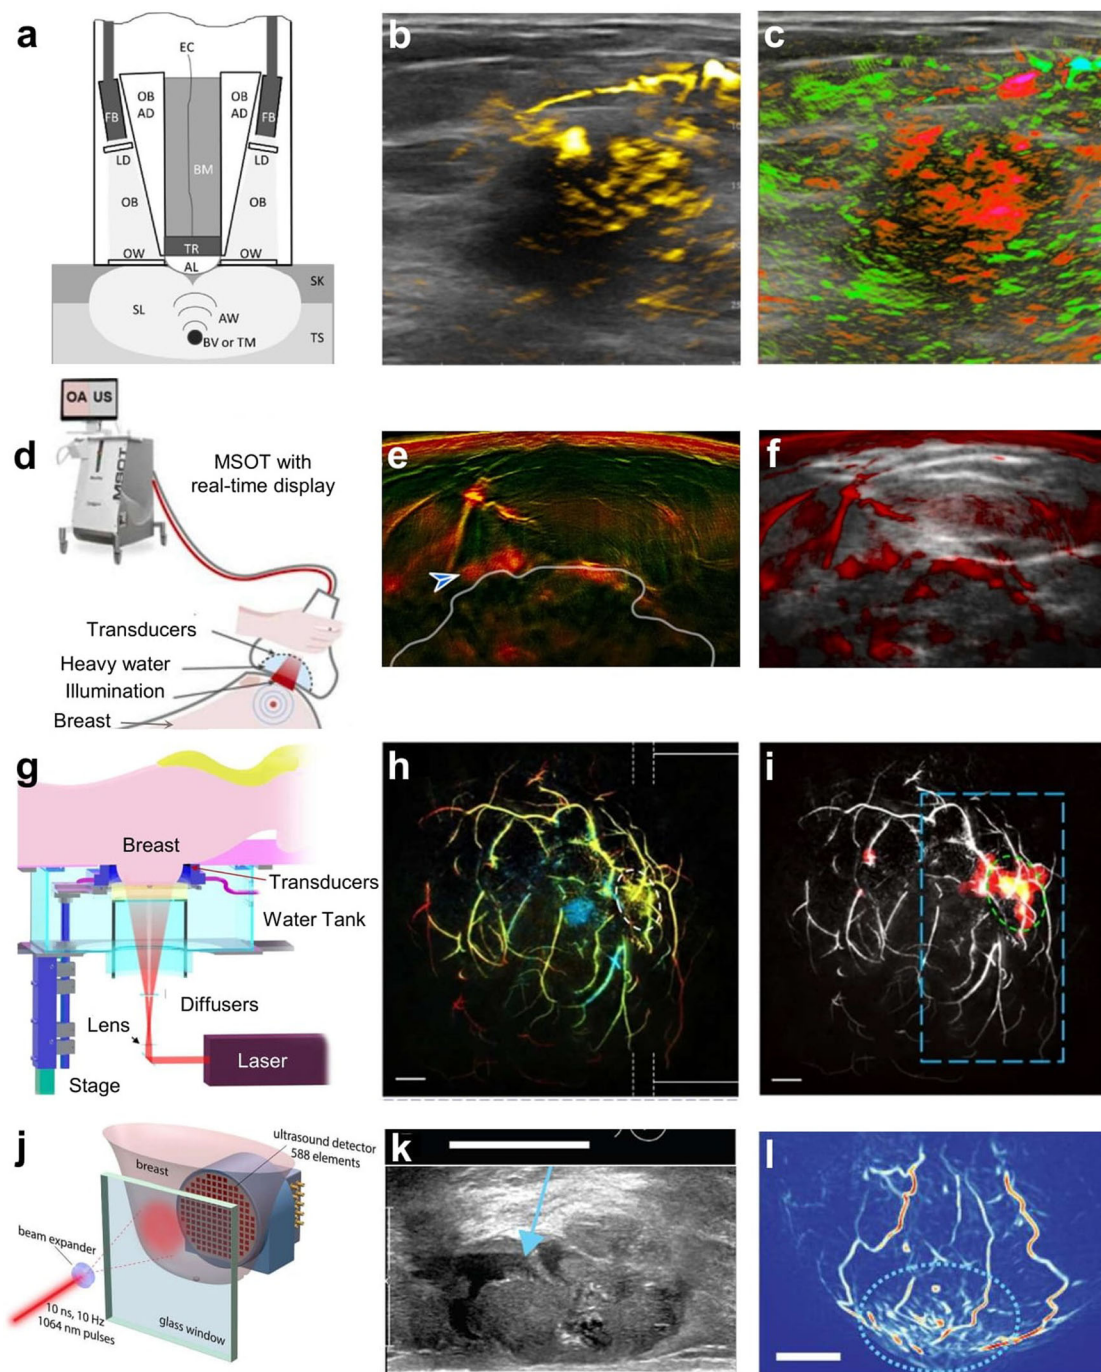 a
EC
OB
AD
OB
AD
FB
FB
LD
LD
BM
OB
OB
TR
OW
OW
AL
SK
SL
AW
BV or TM
TS
b
c
d
OA US
MSOT
MSOT with
real-time display
Transducers
Heavy water
Illumination
Breast
e
f
g
Breast
Transducers
Water Tank
Diffusers
Lens
Laser
Stage
h
i
j
ultrasound detector
588 elements
breast
beam expander
10 ns, 10 Hz
1064 nm pulses
glass window
k
l